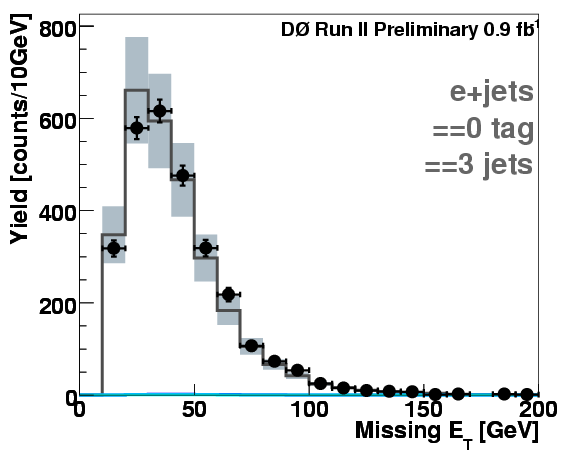 DØ Run II Preliminary 0.9 fb⁻¹
e+jets
==0 tag
==3 jets
Yield [counts/10GeV]
800
600
400
200
0
0 50 100 150 200
Missing E_T [GeV]